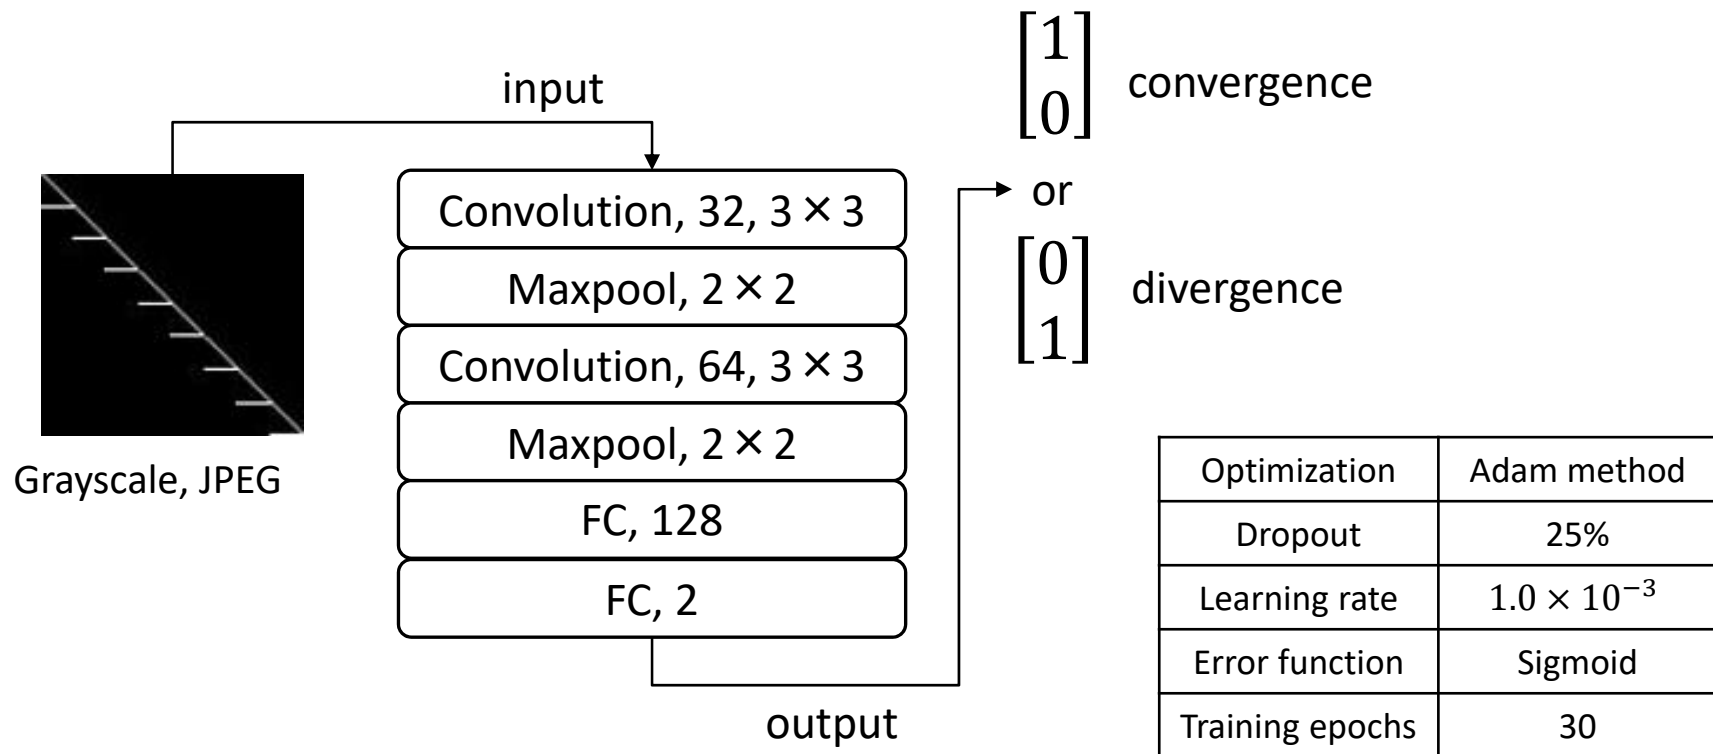 input
Grayscale, JPEG
Convolution, 32, 3 × 3
Maxpool, 2 × 2
Convolution, 64, 3 × 3
Maxpool, 2 × 2
FC, 128
FC, 2
output
[1 0] convergence
or
[0 1] divergence
Optimization Adam method
Dropout 25%
Learning rate 1.0 × 10⁻³
Error function Sigmoid
Training epochs 30